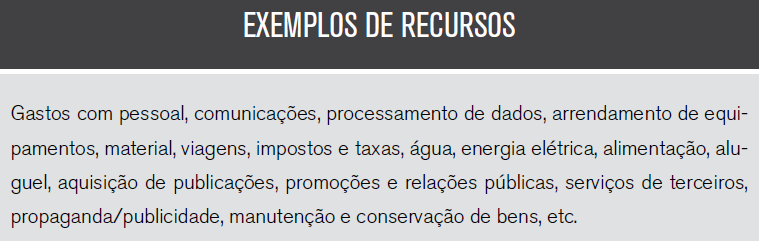 EXEMPLOS DE RECURSOS
Gastos com pessoal, comunicações, processamento de dados, arrendamento de equi-
pamentos, material, viagens, impostos e taxas, água, energia elétrica, alimentação, alu-
guel, aquisição de publicações, promoções e relações públicas, serviços de terceiros,
propaganda/publicidade, manutenção e conservação de bens, etc.